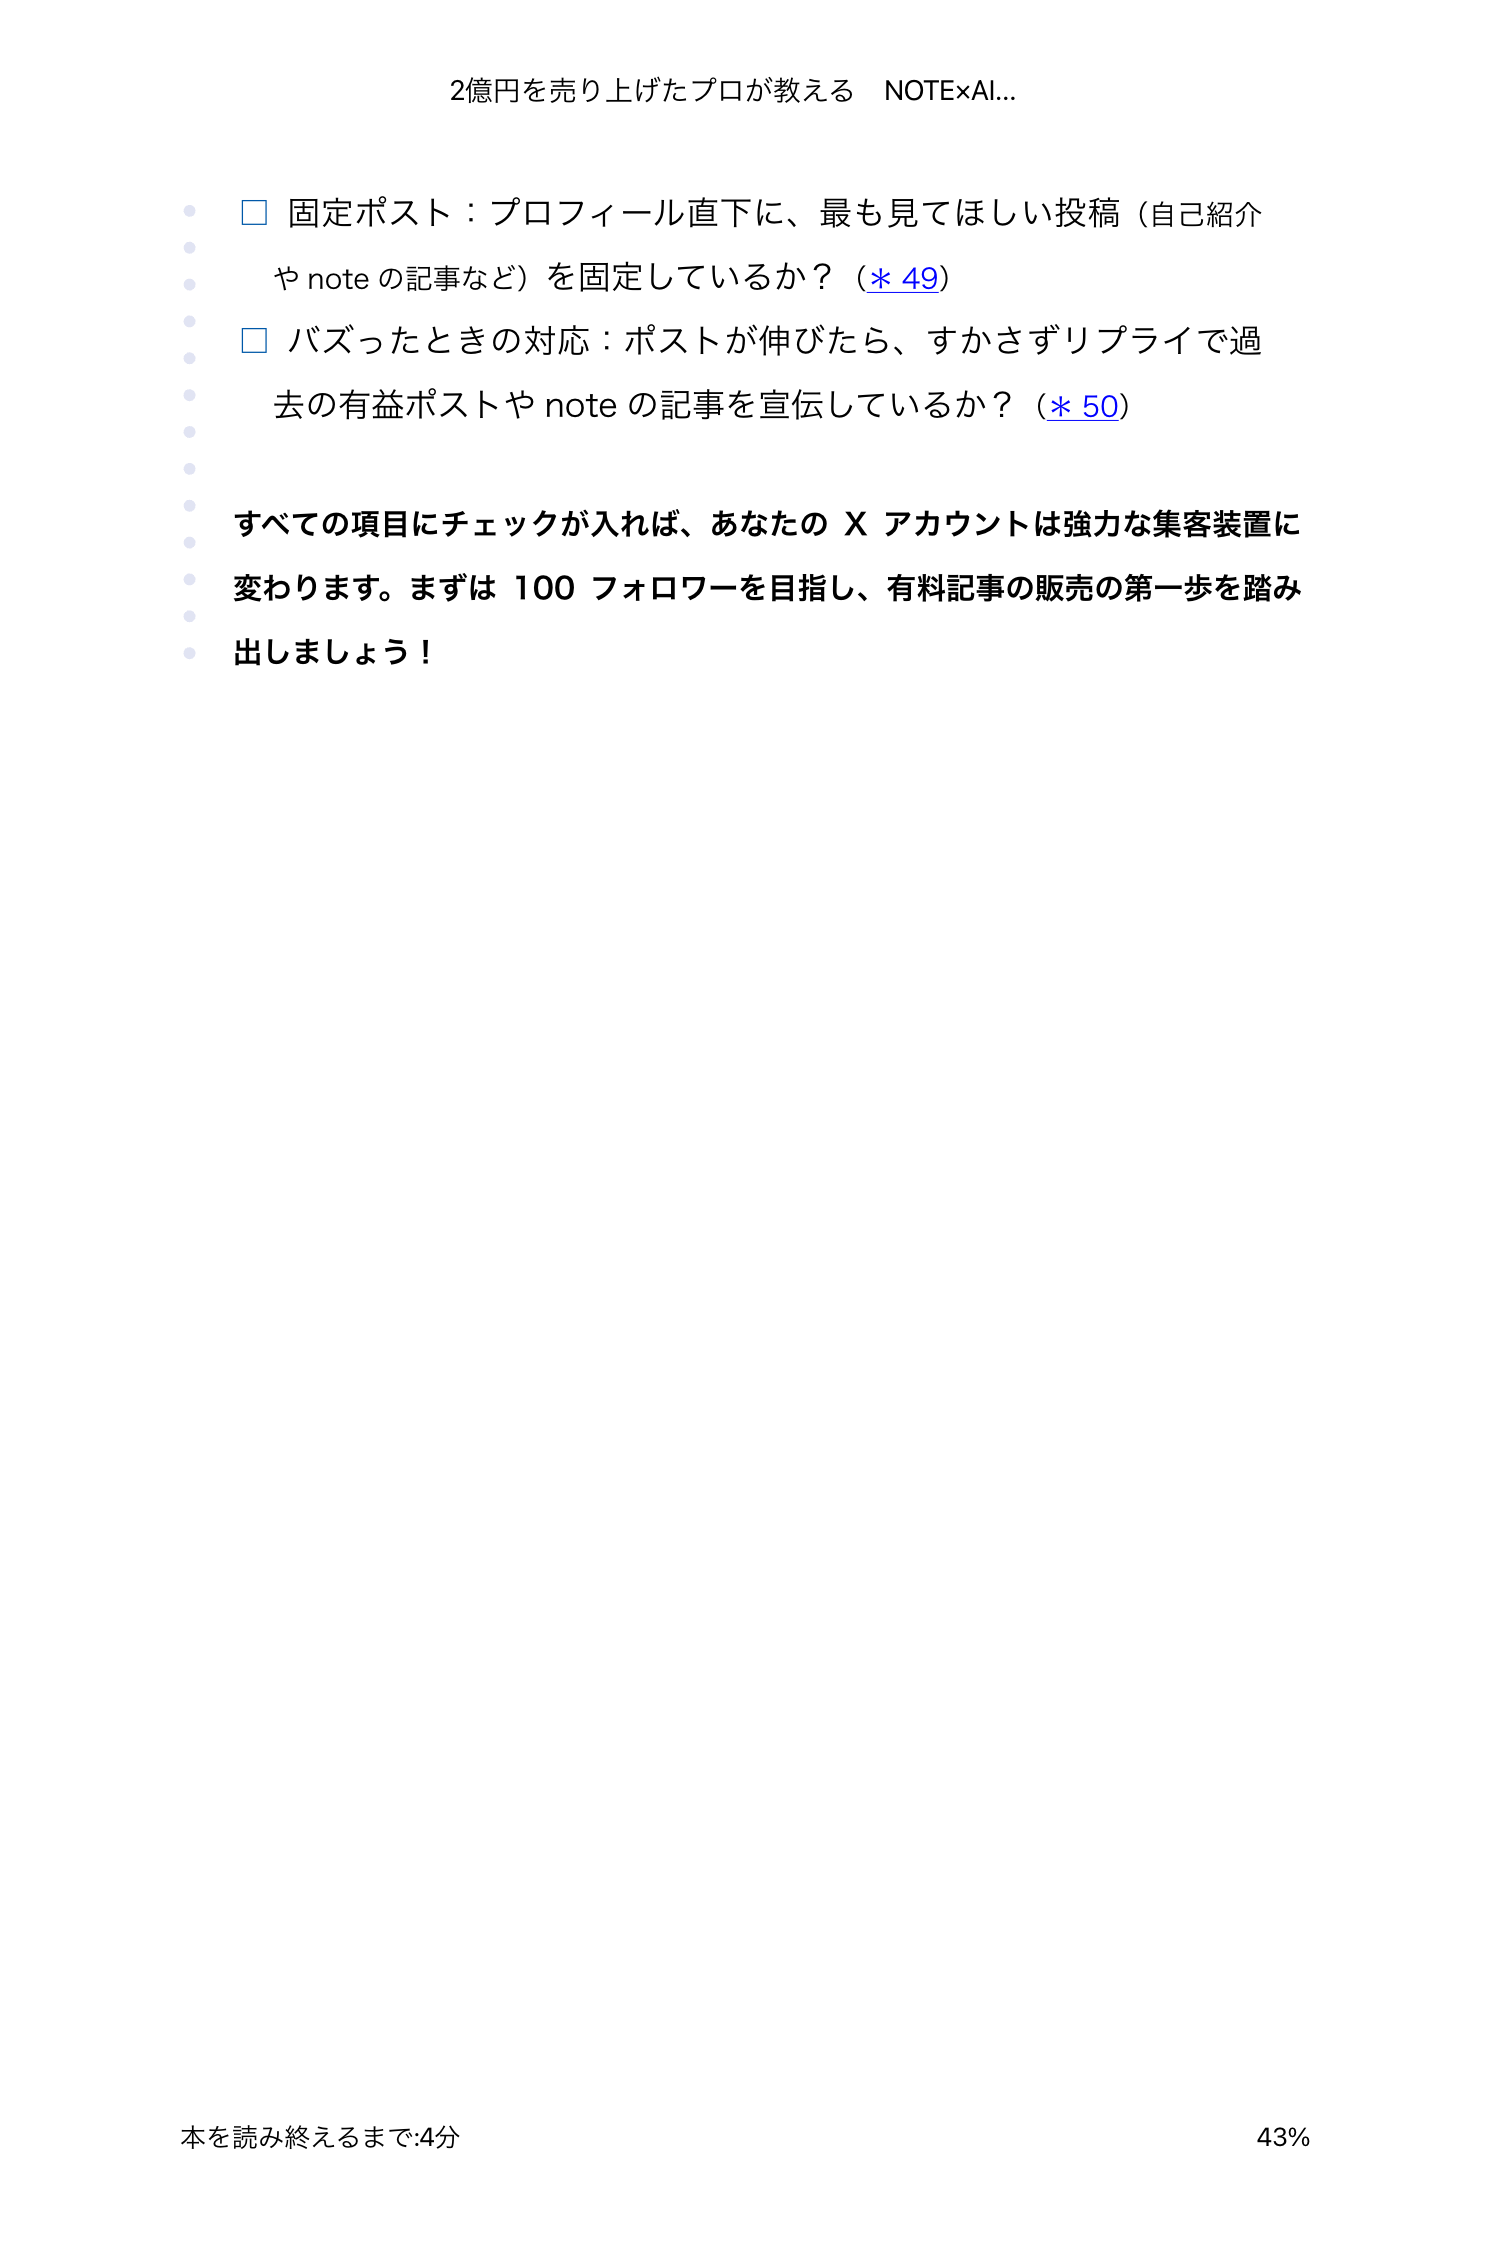 2億円を売り上げたプロが教える　NOTE×AI...
□ 固定ポスト：プロフィール直下に、最も見てほしい投稿（自己紹介
や note の記事など）を固定しているか？（＊ 49）
□ バズったときの対応：ポストが伸びたら、すかさずリプライで過
去の有益ポストや note の記事を宣伝しているか？（＊ 50）
すべての項目にチェックが入れば、あなたの X アカウントは強力な集客装置に
変わります。まずは 100 フォロワーを目指し、有料記事の販売の第一歩を踏み
出しましょう！
本を読み終えるまで:4分
43%